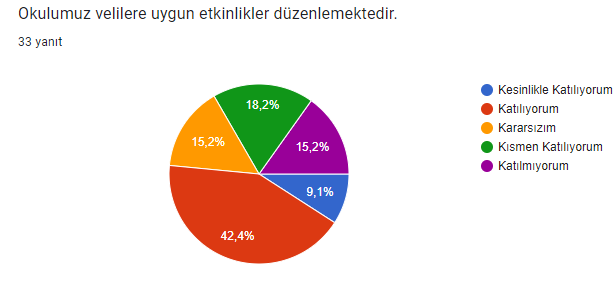 Okulumuz velilere uygun etkinlikler düzenlemektedir.
33 yanıt
Kesinlikle Katılıyorum
Katılıyorum
Kararsızım
Kısmen Katılıyorum
Katılmıyorum
18,2%
15,2%
15,2%
9,1%
42,4%